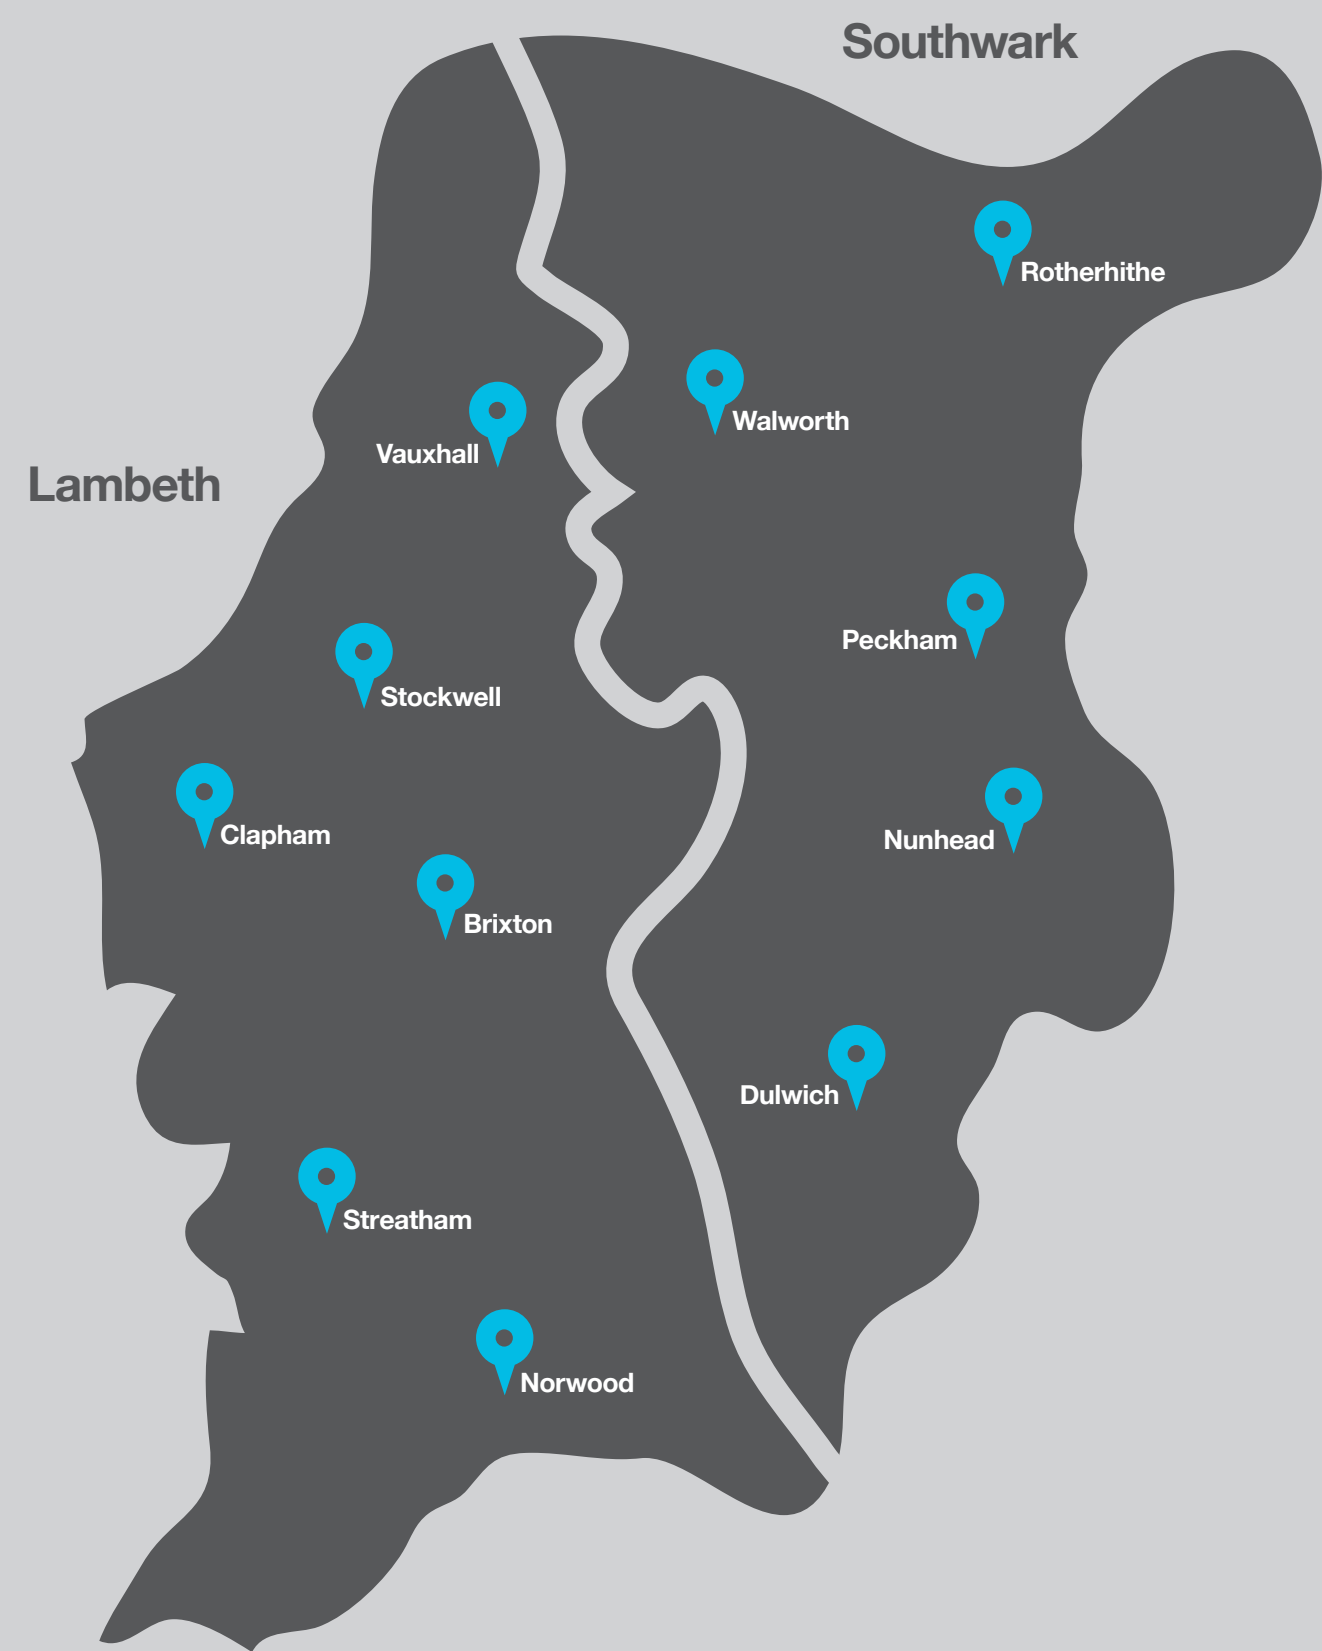 Southwark
Rotherhithe
Walworth
Vauxhall
Lambeth
Peckham
Stockwell
Clapham
Nunhead
Brixton
Dulwich
Streatham
Norwood